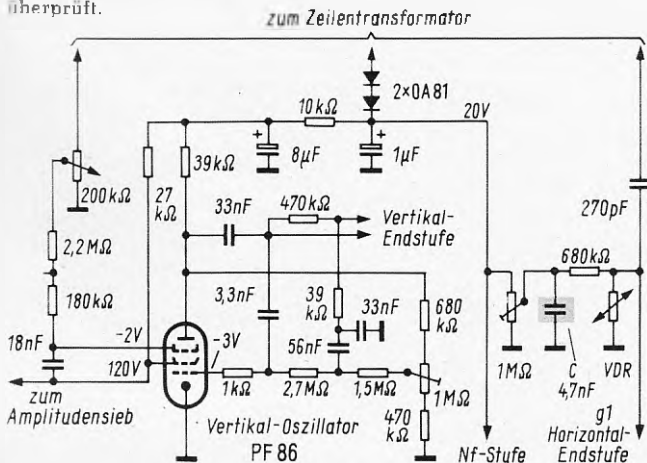 überprüft.
zum Zeilentransformator
2×0A81
10kΩ
20V
39kΩ
+
8µF
+
1µF
200kΩ
27
kΩ
33nF
470kΩ
Vertikal-
Endstufe
270pF
2,2MΩ
680kΩ
180kΩ
3,3nF
39
kΩ
33nF
680
kΩ
18nF
-2V
-3V
56nF
120V
1MΩ
C
4,7nF
VDR
zum
Amplitudensieb
1kΩ
2,7MΩ
1,5MΩ
1MΩ
470
kΩ
Vertikal-Oszillator
PF 86
Nf-Stufe
g1
Horizontal-
Endstufe